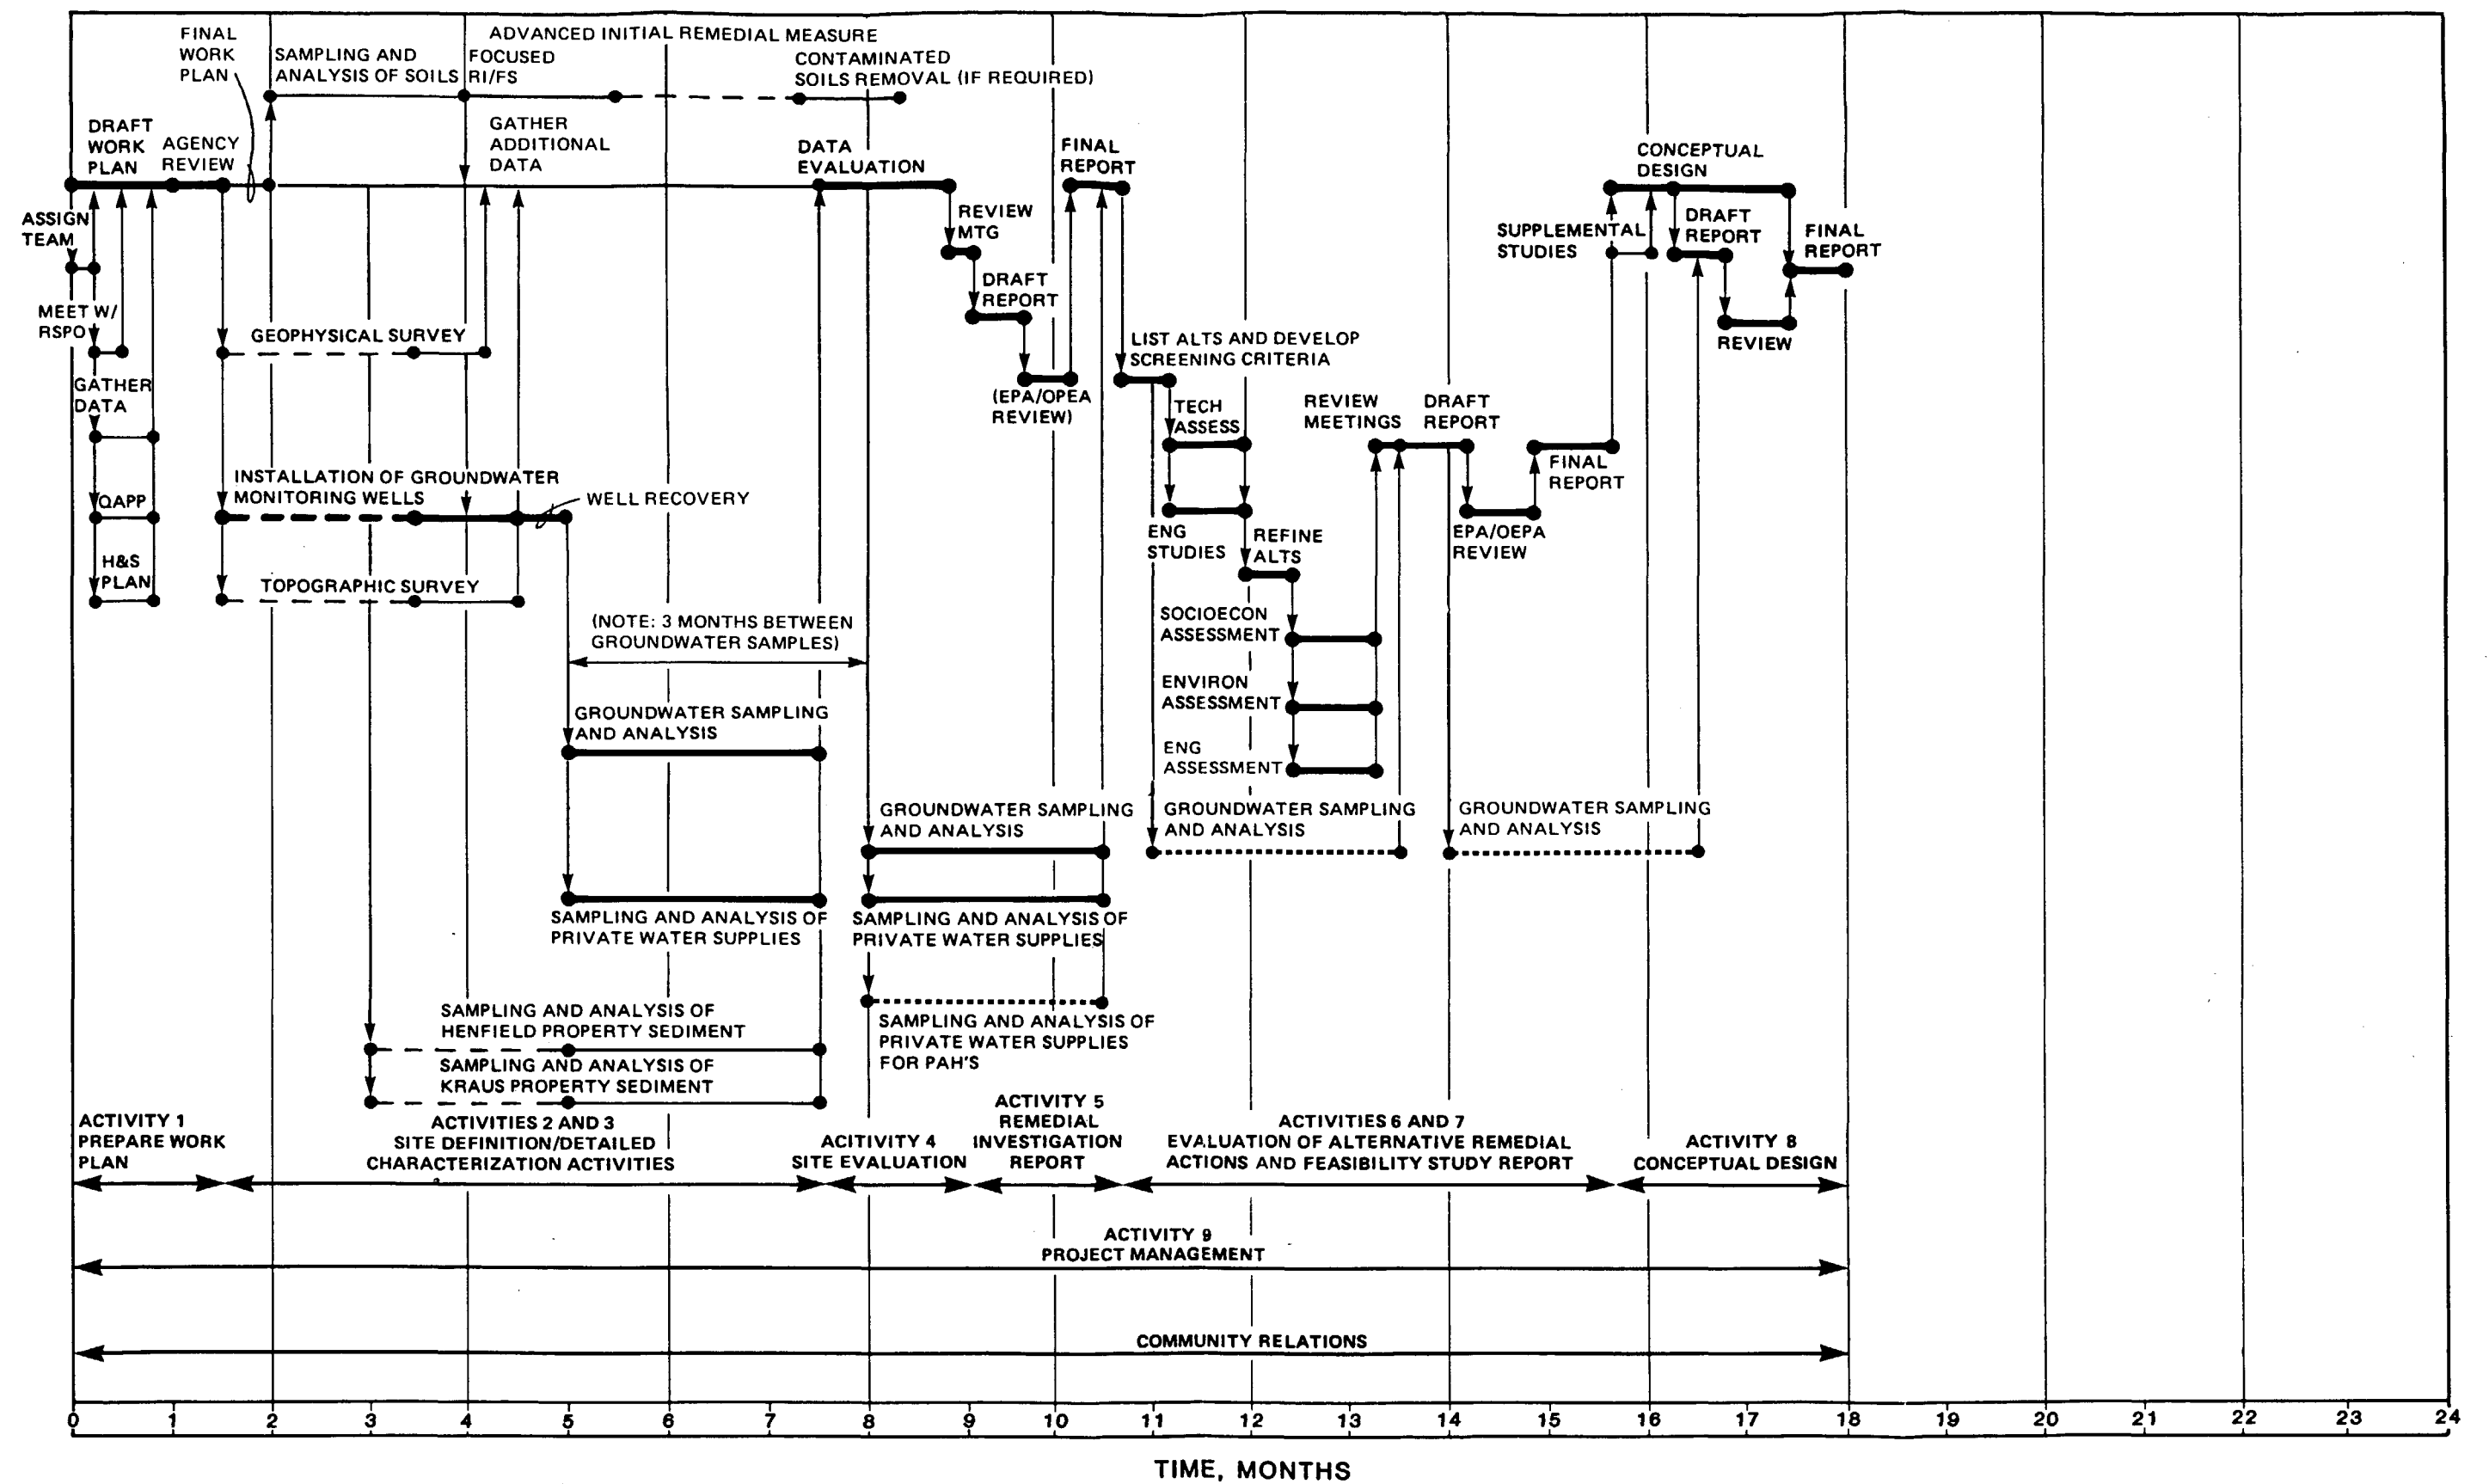 FINAL
WORK
PLAN
ADVANCED INITIAL REMEDIAL MEASURE
SAMPLING AND
ANALYSIS OF SOILS
FOCUSED
RI/FS
CONTAMINATED
SOILS REMOVAL (IF REQUIRED)
DRAFT
WORK
PLAN
AGENCY
REVIEW
GATHER
ADDITIONAL
DATA
DATA
EVALUATION
FINAL
REPORT
CONCEPTUAL
DESIGN
ASSIGN
TEAM
REVIEW
MTG
SUPPLEMENTAL
STUDIES
DRAFT
REPORT
FINAL
REPORT
MEET W/
RSPO
GEOPHYSICAL SURVEY
DRAFT
REPORT
LIST ALTS AND DEVELOP
SCREENING CRITERIA
REVIEW
GATHER
DATA
(EPA/OPEA
REVIEW)
TECH
ASSESS
REVIEW
MEETINGS
DRAFT
REPORT
QAPP
INSTALLATION OF GROUNDWATER
MONITORING WELLS
WELL RECOVERY
ENG
STUDIES
REFINE
ALTS
EPA/OEPA
REVIEW
FINAL
REPORT
H&S
PLAN
TOPOGRAPHIC SURVEY
(NOTE: 3 MONTHS BETWEEN
GROUNDWATER SAMPLES)
SOCIOECON
ASSESSMENT
ENVIRON
ASSESSMENT
ENG
ASSESSMENT
GROUNDWATER SAMPLING
AND ANALYSIS
GROUNDWATER SAMPLING
AND ANALYSIS
GROUNDWATER SAMPLING
AND ANALYSIS
GROUNDWATER SAMPLING
AND ANALYSIS
SAMPLING AND ANALYSIS OF
PRIVATE WATER SUPPLIES
SAMPLING AND ANALYSIS OF
PRIVATE WATER SUPPLIES
SAMPLING AND ANALYSIS OF
PRIVATE WATER SUPPLIES
FOR PAH'S
SAMPLING AND ANALYSIS OF
HENFIELD PROPERTY SEDIMENT
SAMPLING AND ANALYSIS OF
KRAUS PROPERTY SEDIMENT
ACTIVITY 1
PREPARE WORK
PLAN
ACTIVITIES 2 AND 3
SITE DEFINITION/DETAILED
CHARACTERIZATION ACTIVITIES
ACITIVITY 4
SITE EVALUATION
ACTIVITY 5
REMEDIAL
INVESTIGATION
REPORT
ACTIVITIES 6 AND 7
EVALUATION OF ALTERNATIVE REMEDIAL
ACTIONS AND FEASIBILITY STUDY REPORT
ACTIVITY 8
CONCEPTUAL DESIGN
ACTIVITY 9
PROJECT MANAGEMENT
COMMUNITY RELATIONS
0 1 2 3 4 5 6 7 8 9 10 11 12 13 14 15 16 17 18 19 20 21 22 23 24
TIME, MONTHS